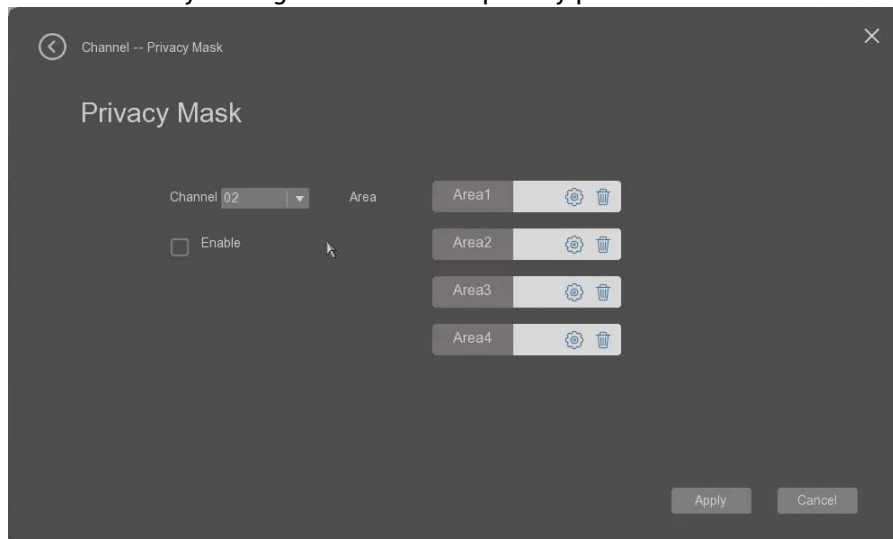 Channel -- Privacy Mask
Privacy Mask
Channel 02 Area Area1
Enable Area2
Area3
Area4
Apply Cancel